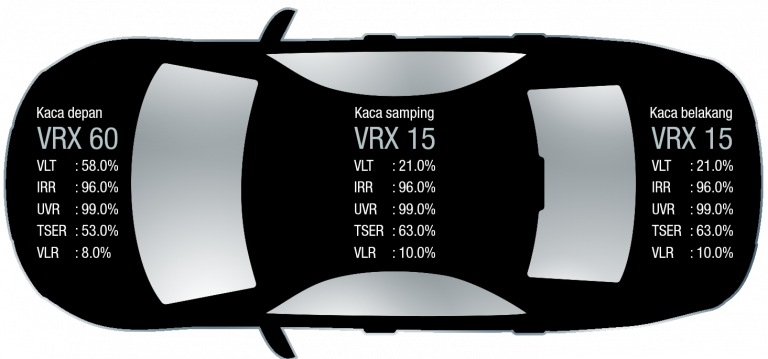 Kaca depan
VRX 60
VLT : 58.0%
IRR : 96.0%
UVR : 99.0%
TSER : 53.0%
VLR : 8.0%
Kaca samping
VRX 15
VLT : 21.0%
IRR : 96.0%
UVR : 99.0%
TSER : 63.0%
VLR : 10.0%
Kaca belakang
VRX 15
VLT : 21.0%
IRR : 96.0%
UVR : 99.0%
TSER : 63.0%
VLR : 10.0%